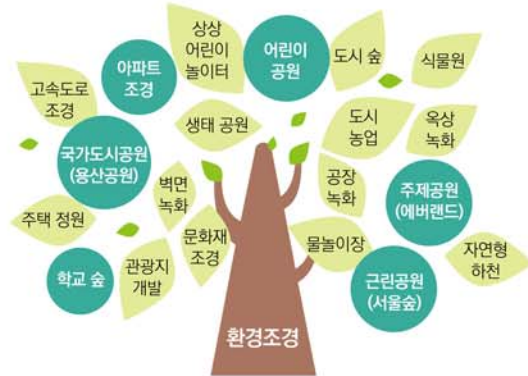 상상
어린이
놀이터
어린이
공원
도시 숲
식물원
아파트
조경
고속도로
조경
생태 공원
도시
농업
옥상
녹화
국가도시공원
(용산공원)
벽면
녹화
공장
녹화
주제공원
(에버랜드)
주택 정원
문화재
조경
물놀이장
자연형
하천
학교 숲
관광지
개발
근린공원
(서울숲)
환경조경